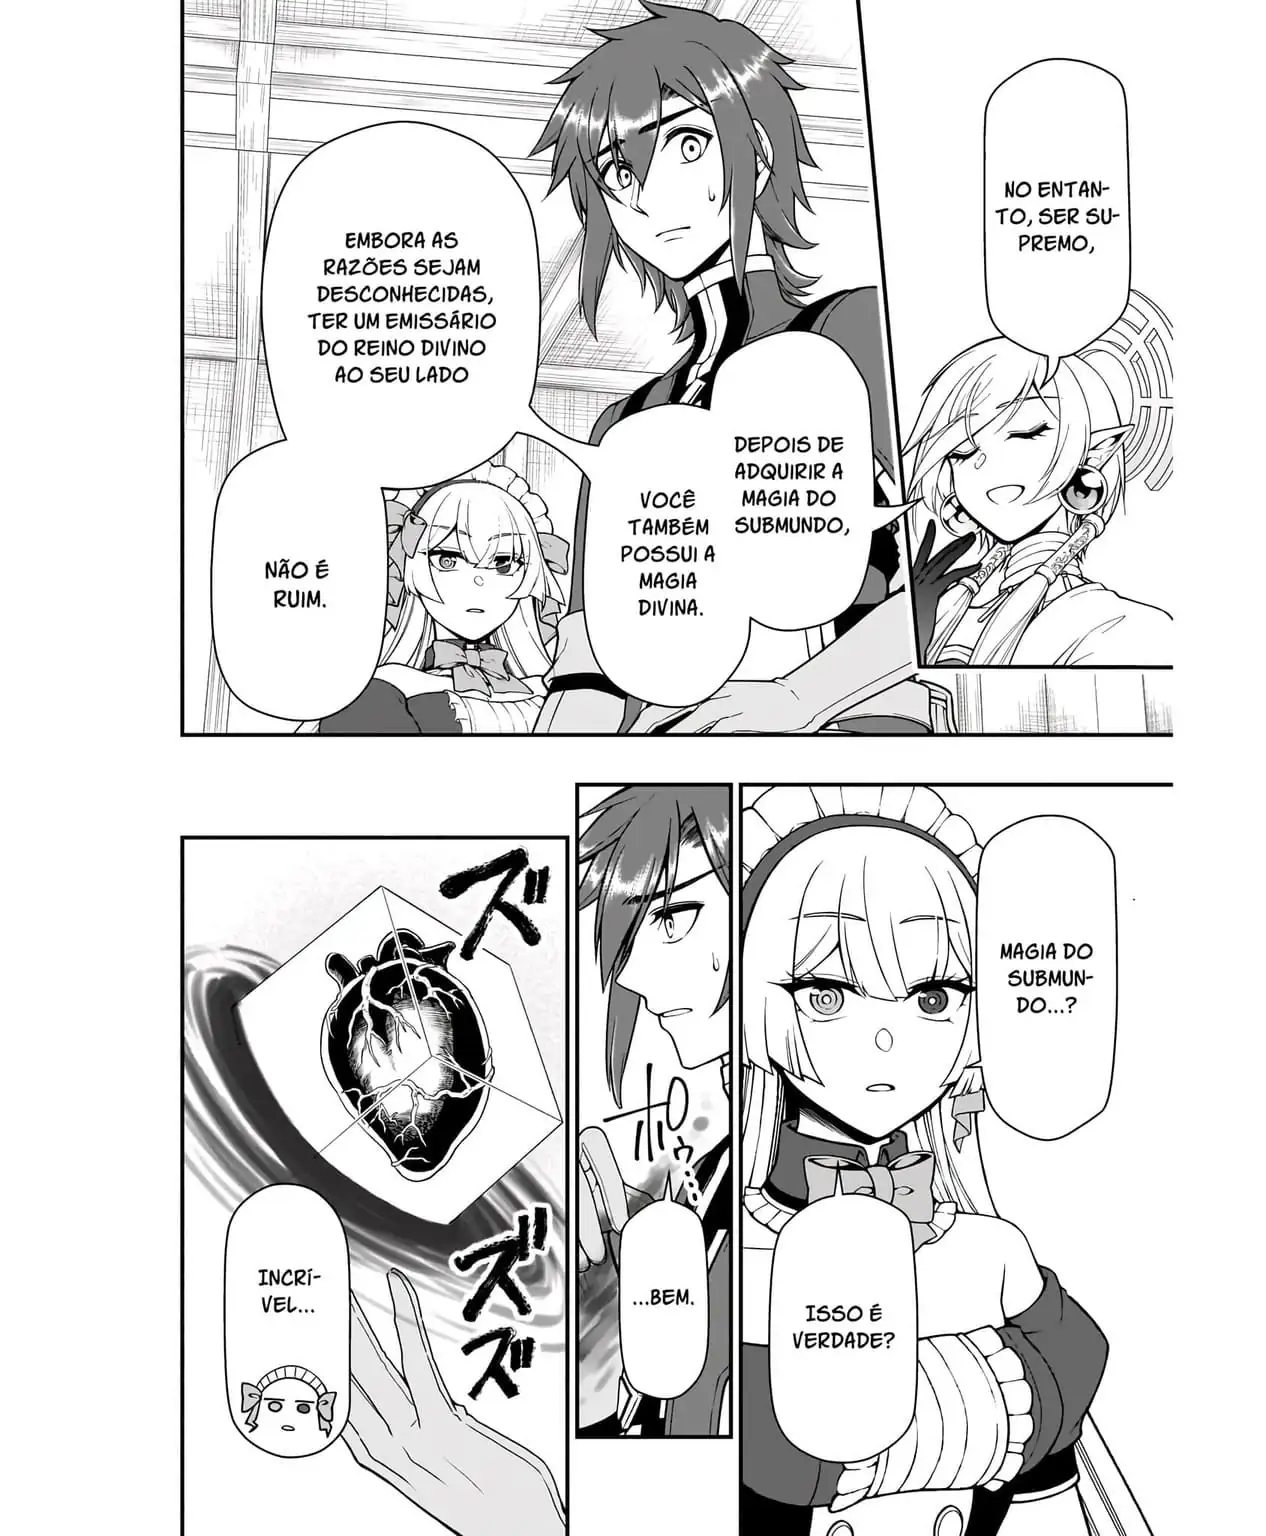 NO ENTAN-
TO, SER SU-
PREMO,
DEPOIS DE
ADQUIRIR A
MAGIA DO
SUBMUNDO,
VOCÊ
TAMBÉM
POSSUI A
MAGIA
DIVINA.
EMBORA AS
RAZÕES SEJAM
DESCONHECIDAS,
TER UM EMISSÁRIO
DO REINO DIVINO
AO SEU LADO
NÃO É
RUIM.
MAGIA DO
SUBMUN-
DO...?
ISSO É
VERDADE?
ポゥ…
...BEM.
ズ
ズ
ズ
INCRÍ-
VEL...